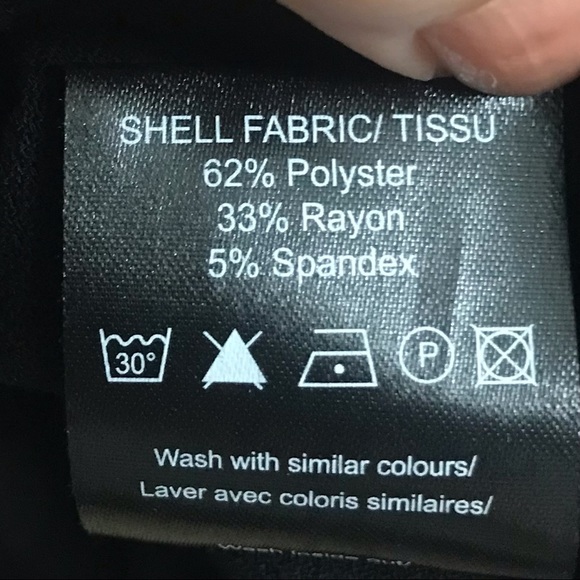 SHELL FABRIC/ TISSU
62% Polyster
33% Rayon
5% Spandex
30°
P
Wash with similar colours/
Laver avec coloris similaires/